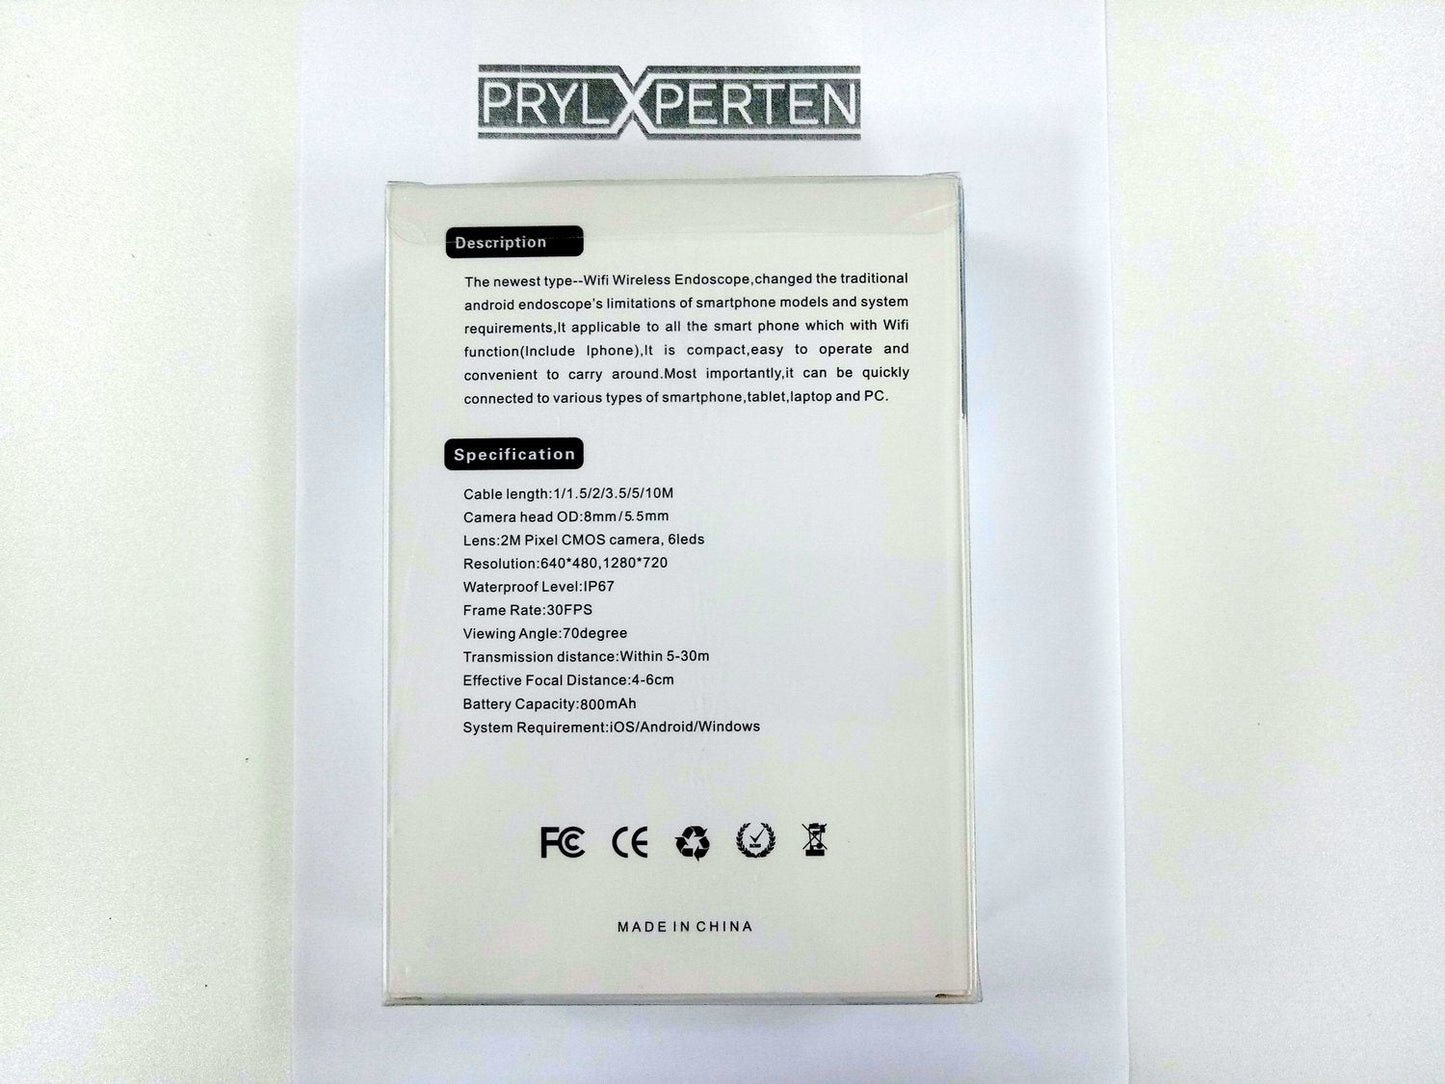 PRYLXPERTEN
Description
The newest type--Wifi Wireless Endoscope,changed the traditional
android endoscope's limitations of smartphone models and system
requirements,It applicable to all the smart phone which with Wifi
function(Include Iphone),It is compact,easy to operate and
convenient to carry around.Most importantly,it can be quickly
connected to various types of smartphone,tablet,laptop and PC.
Specification
Cable length:1/1.5/2/3.5/5/10M
Camera head OD:8mm/5.5mm
Lens:2M Pixel CMOS camera, 6leds
Resolution:640*480,1280*720
Waterproof Level:IP67
Frame Rate:30FPS
Viewing Angle:70degree
Transmission distance:Within 5-30m
Effective Focal Distance:4-6cm
Battery Capacity:800mAh
System Requirement:iOS/Android/Windows
FC CE
MADE IN CHINA